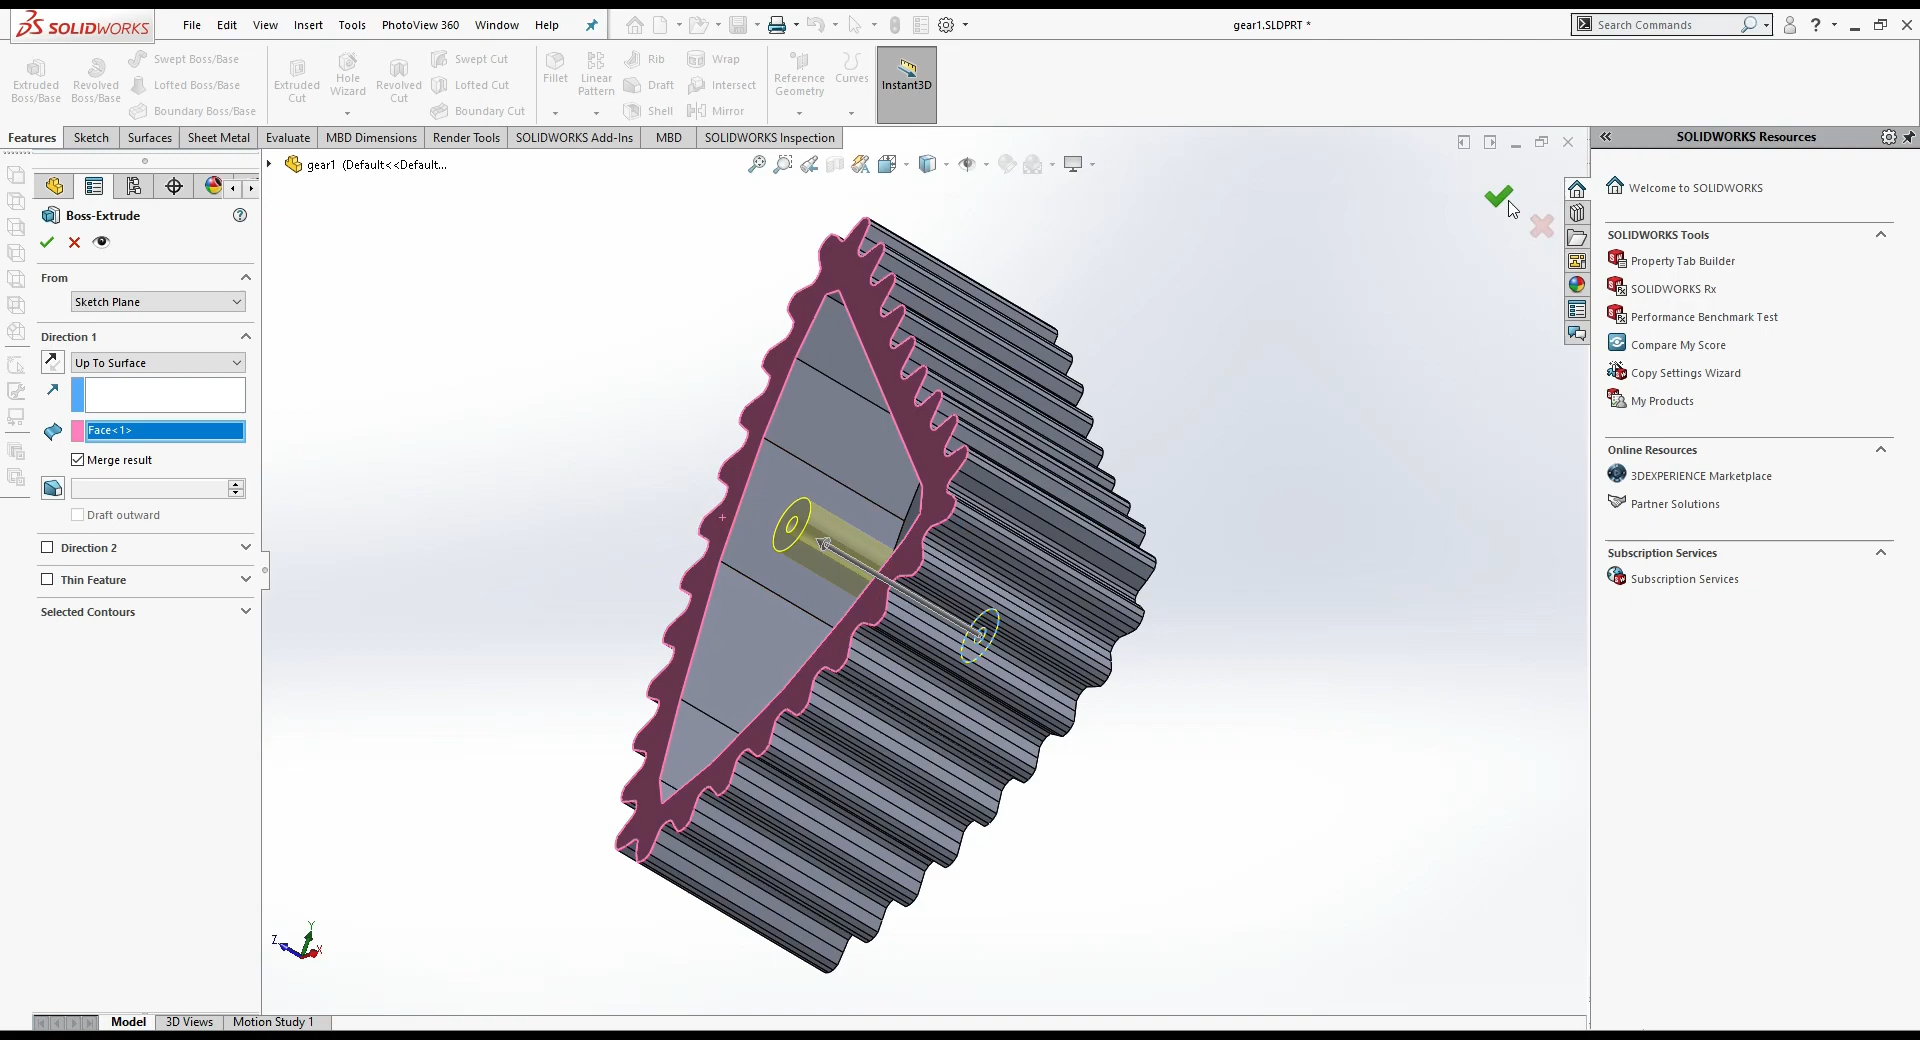 SOLIDWORKS
File Edit View Insert Tools PhotoView 360 Window Help
gear1.SLDPRT *
Search Commands
Extruded Boss/Base
Revolved Boss/Base
Swept Boss/Base
Lofted Boss/Base
Boundary Boss/Base
Extruded Cut
Hole Wizard
Revolved Cut
Swept Cut
Lofted Cut
Boundary Cut
Fillet
Linear Pattern
Rib
Draft
Shell
Wrap
Intersect
Mirror
Reference Geometry
Curves
Instant3D
Features Sketch Surfaces Sheet Metal Evaluate MBD Dimensions Render Tools SOLIDWORKS Add-Ins MBD SOLIDWORKS Inspection
gear1 (Default<<Default...
Boss-Extrude
From
Sketch Plane
Direction 1
Up To Surface
Face<1>
Merge result
Draft outward
Direction 2
Thin Feature
Selected Contours
Y
Z
X
Model 3D Views Motion Study 1
SOLIDWORKS Resources
Welcome to SOLIDWORKS
SOLIDWORKS Tools
Property Tab Builder
SOLIDWORKS Rx
Performance Benchmark Test
Compare My Score
Copy Settings Wizard
My Products
Online Resources
3DEXPERIENCE Marketplace
Partner Solutions
Subscription Services
Subscription Services